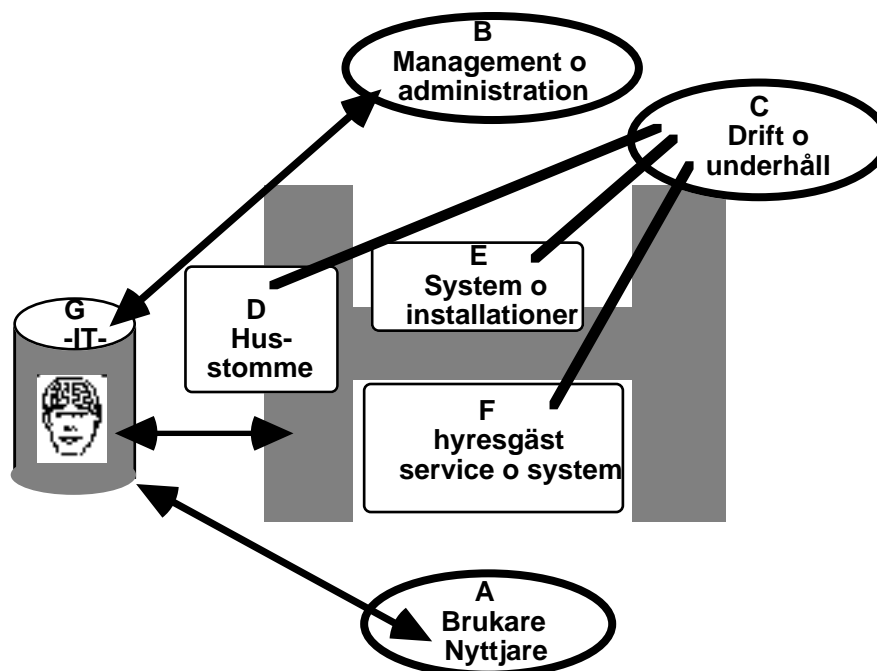 B
Management o
administration
C
Drift o
underhåll
E
System o
installationer
G
-IT-
D
Hus-
stomme
F
hyresgäst
service o system
A
Brukare
Nyttjare